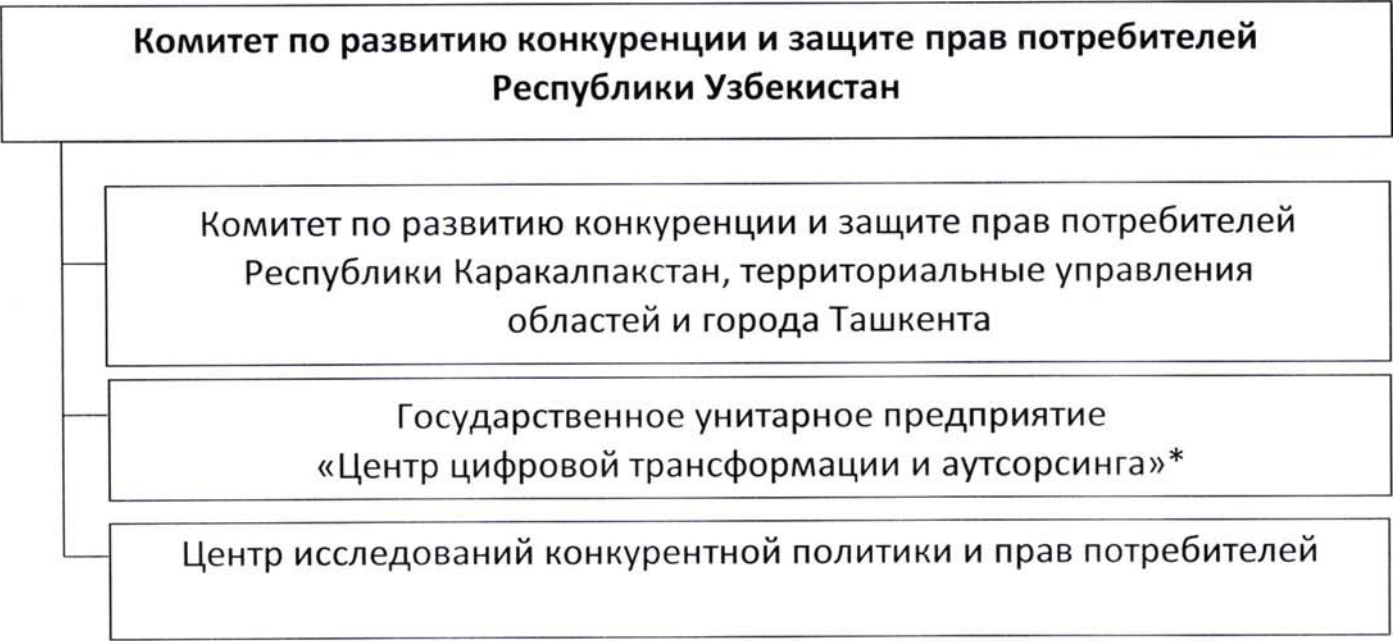 Комитет по развитию конкуренции и защите прав потребителей
Республики Узбекистан
Комитет по развитию конкуренции и защите прав потребителей
Республики Каракалпакстан, территориальные управления
областей и города Ташкента
Государственное унитарное предприятие
«Центр цифровой трансформации и аутсорсинга»*
Центр исследований конкурентной политики и прав потребителей